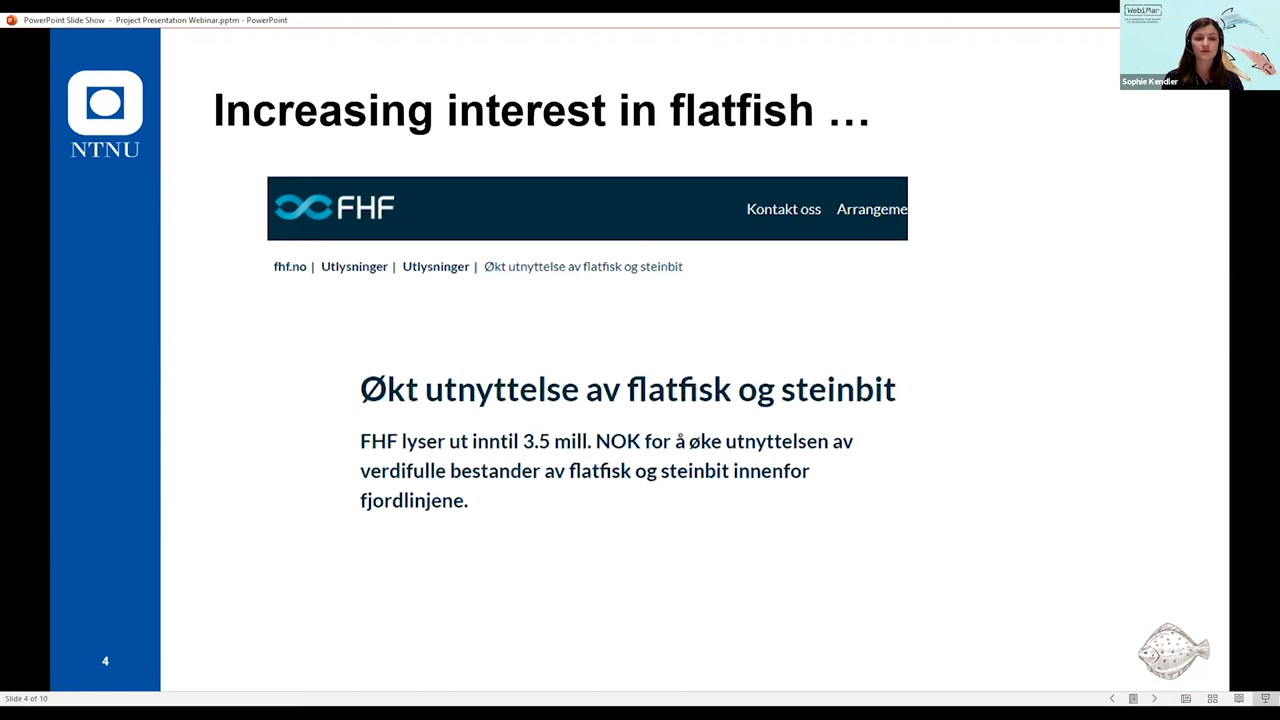 PowerPoint Slide Show - Project Presentation Webinar.pptm - PowerPoint
WebiMar
Sophie Kendler
NTNU
Increasing interest in flatfish ...
FHF
Kontakt oss Arrangeme
fhf.no | Utlysninger | Utlysninger | Økt utnyttelse av flatfisk og steinbit
Økt utnyttelse av flatfisk og steinbit
FHF lyser ut inntil 3.5 mill. NOK for å øke utnyttelsen av
verdifulle bestander av flatfisk og steinbit innenfor
fjordlinjene.
4
Slide 4 of 10